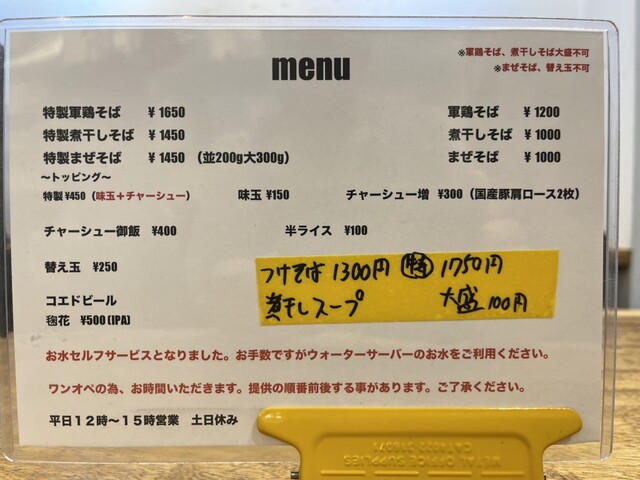 menu
※軍鶏そば、煮干しそば大盛不可
※まぜそば、替え玉不可
特製軍鶏そば ¥1650 軍鶏そば ¥1200
特製煮干しそば ¥1450 煮干しそば ¥1000
特製まぜそば ¥1450 （並200g大300g） まぜそば ¥1000
～トッピング～
特製¥450（味玉＋チャーシュー） 味玉 ¥150 チャーシュー増 ¥300（国産豚肩ロース2枚）
チャーシュー御飯 ¥400 半ライス ¥100
替え玉 ¥250
つけそば 1300円 特 1750円
煮干しスープ 大盛 100円
コエドビール
毱花 ¥500(IPA)
お水セルフサービスとなりました。お手数ですがウォーターサーバーのお水をご利用ください。
ワンオペの為、お時間いただきます。提供の順番前後する事があります。ご了承ください。
平日１２時～１５時営業 土日休み